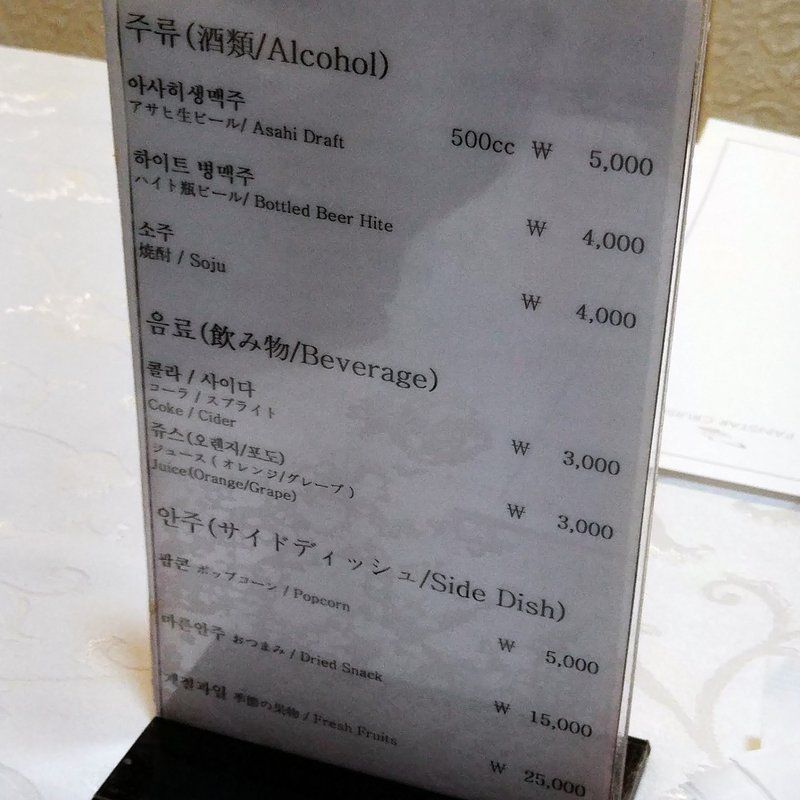 주류(酒類/Alcohol)
아사히생맥주
アサヒ生ビール/ Asahi Draft
500cc ₩ 5,000
하이트 병맥주
ハイト瓶ビール/ Bottled Beer Hite
₩ 4,000
소주
焼酎 / Soju
₩ 4,000
음료(飲み物/Beverage)
콜라 / 사이다
コーラ / スプライト
Coke / Cider
₩ 3,000
쥬스(오렌지/포도)
ジュース ( オレンジ/グレープ )
Juice(Orange/Grape)
₩ 3,000
안주(サイドディッシュ/Side Dish)
팝콘 ポップコーン / Popcorn
₩ 5,000
마른안주 おつまみ / Dried Snack
₩ 15,000
계절과일 季節の果物 / Fresh Fruits
₩ 25,000